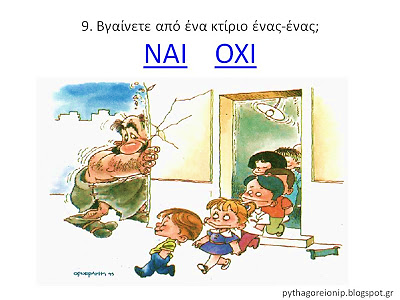 9. Βγαίνετε από ένα κτίριο ένας-ένας;
ΝΑΙ ΟΧΙ
pythagoreionip.blogspot.gr